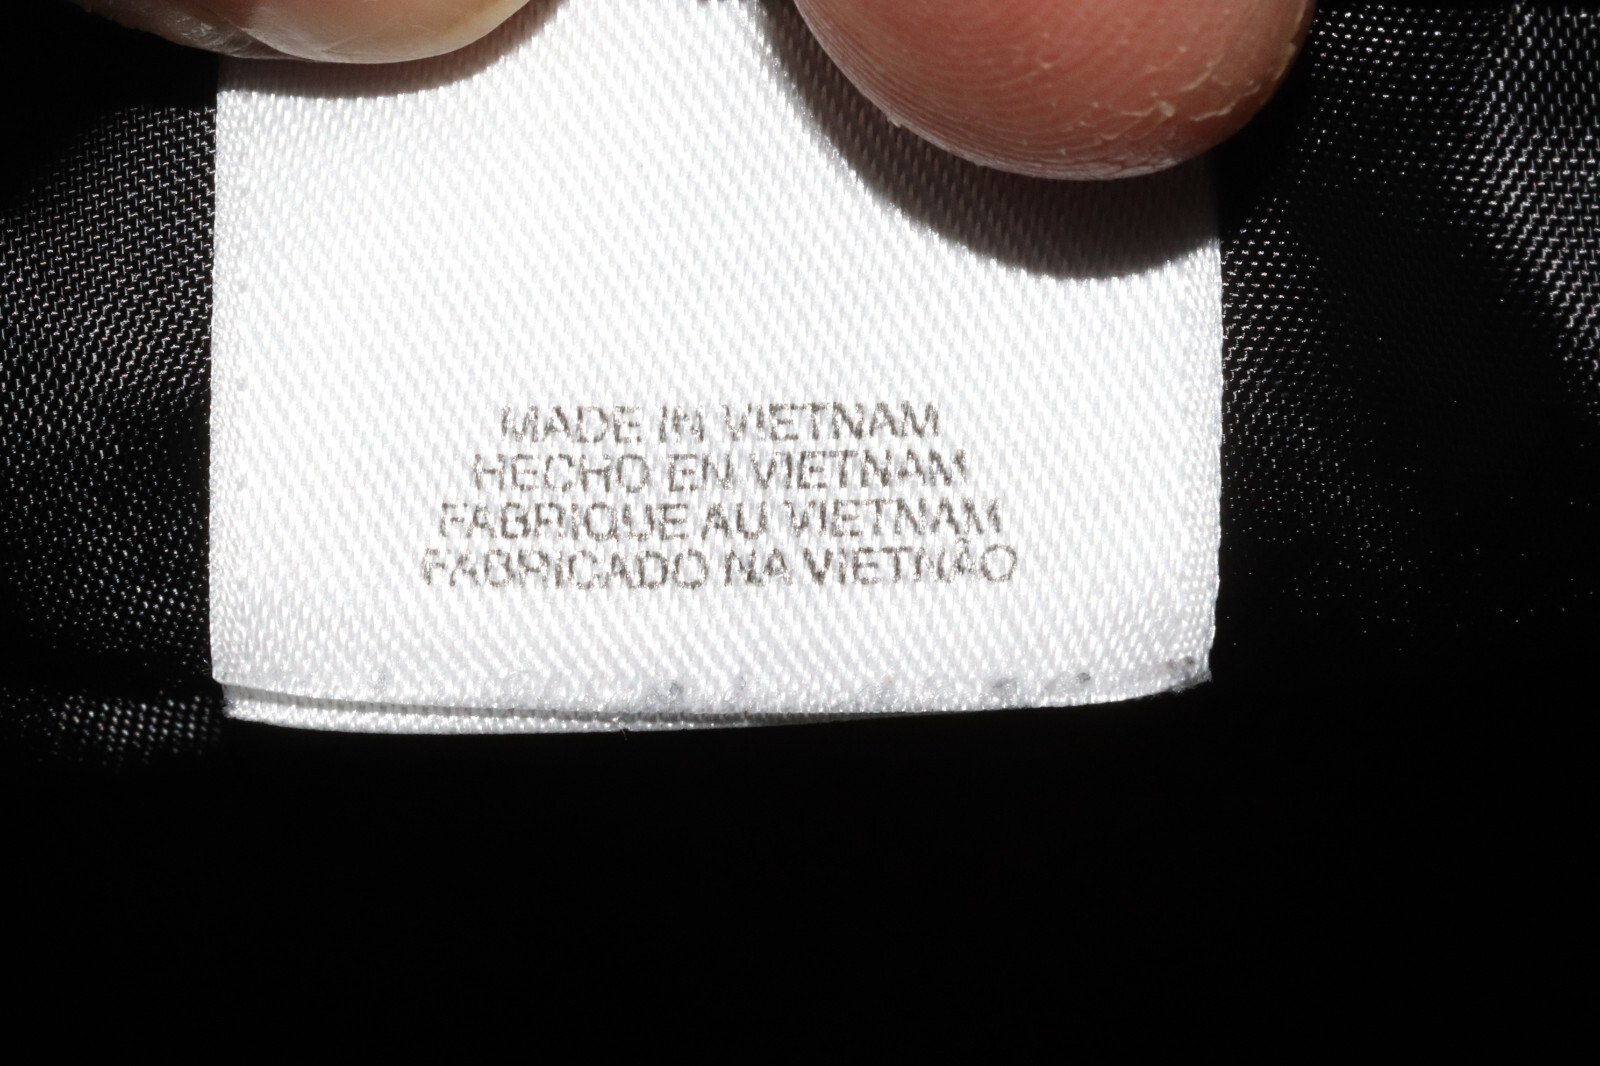 MADE IN VIETNAM
HECHO EN VIETNAM
FABRIQUE AU VIETNAM
FABRICADO NA VIETNÃO